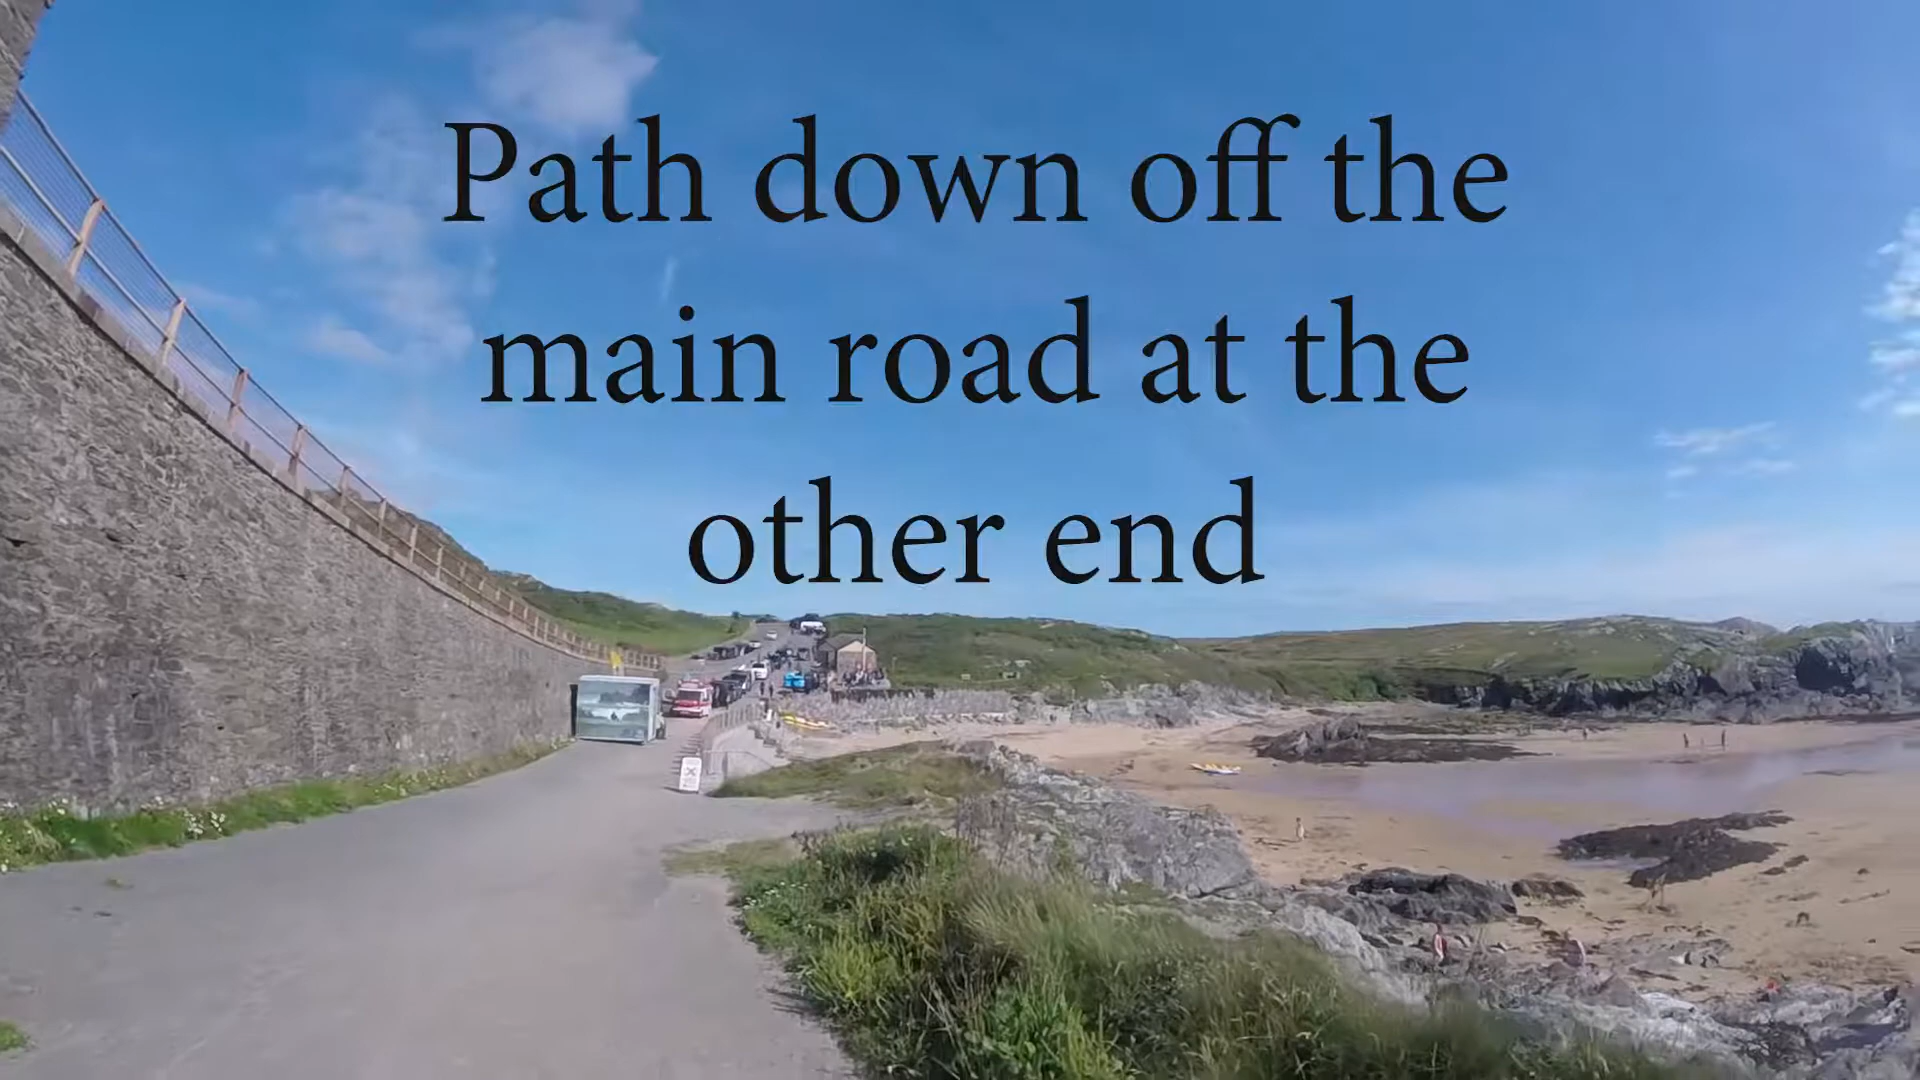 Path down off the
main road at the
other end